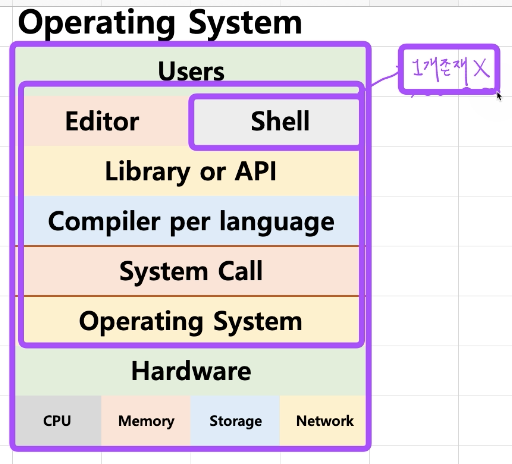 Operating System
Users
1개존재 X
Editor
Shell
Library or API
Compiler per language
System Call
Operating System
Hardware
CPU
Memory
Storage
Network